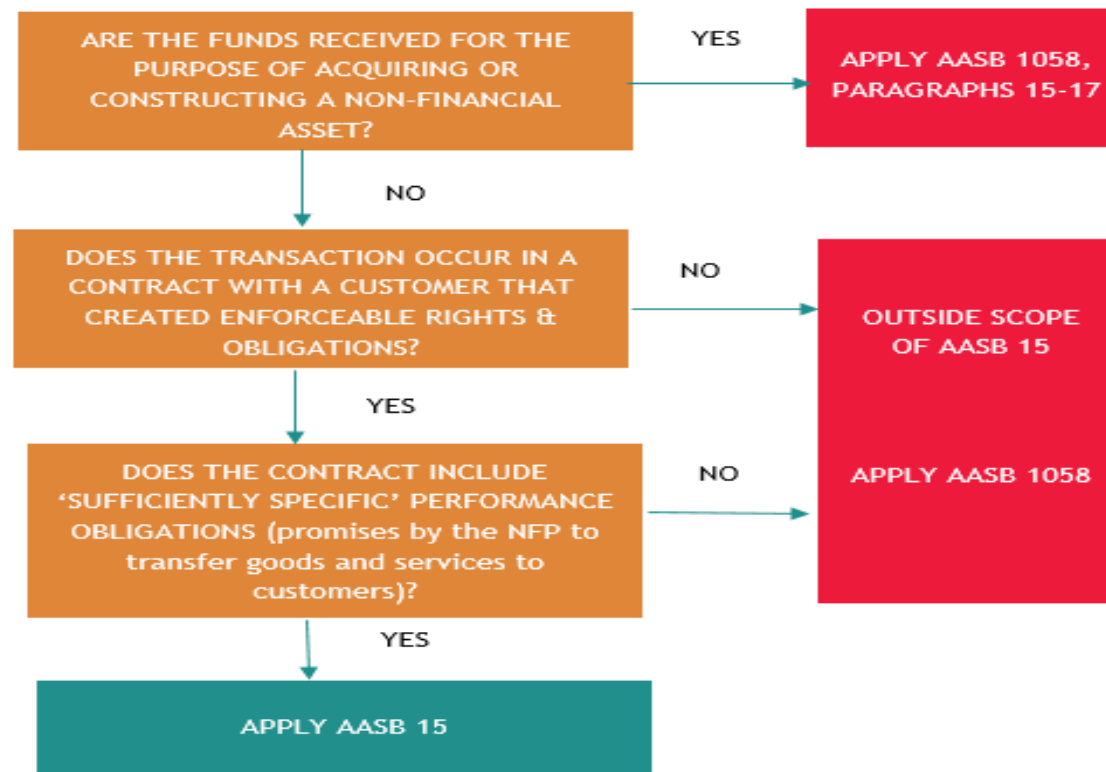 ARE THE FUNDS RECEIVED FOR THE
PURPOSE OF ACQUIRING OR
CONSTRUCTING A NON-FINANCIAL
ASSET?
YES
APPLY AASB 1058,
PARAGRAPHS 15-17
NO
DOES THE TRANSACTION OCCUR IN A
CONTRACT WITH A CUSTOMER THAT
CREATED ENFORCEABLE RIGHTS &
OBLIGATIONS?
NO
OUTSIDE SCOPE
OF AASB 15
YES
DOES THE CONTRACT INCLUDE
‘SUFFICIENTLY SPECIFIC’ PERFORMANCE
OBLIGATIONS (promises by the NFP to
transfer goods and services to
customers)?
NO
APPLY AASB 1058
YES
APPLY AASB 15